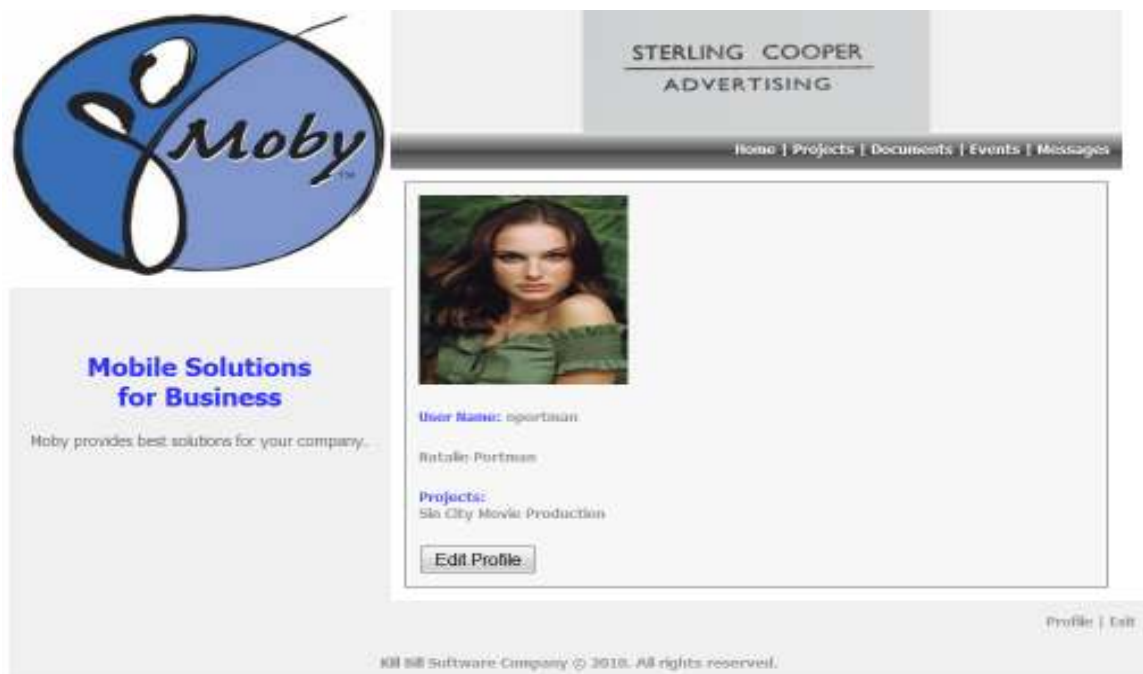 Moby
TM
STERLING COOPER
ADVERTISING
Home | Projects | Documents | Events | Messages
Mobile Solutions
for Business
Moby provides best solutions for your company.
User Name: nportman
Natalie Portman
Projects:
Sin City Movie Production
Edit Profile
Profile | Exit
Kill Bill Software Company © 2010. All rights reserved.